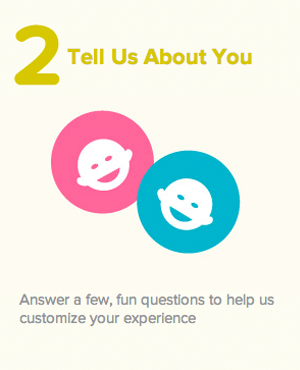 2 Tell Us About You
Answer a few, fun questions to help us
customize your experience